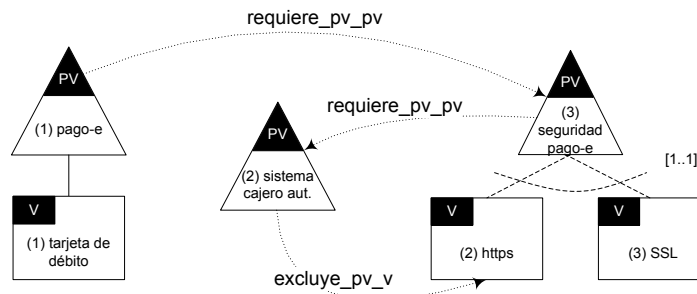 requiere_pv_pv
PV
(1) pago-e
PV
(3)
seguridad
pago-e
requiere_pv_pv
PV
(2) sistema
cajero aut.
[1..1]
V
(1) tarjeta de
débito
V
(2) https
V
(3) SSL
excluye_pv_v